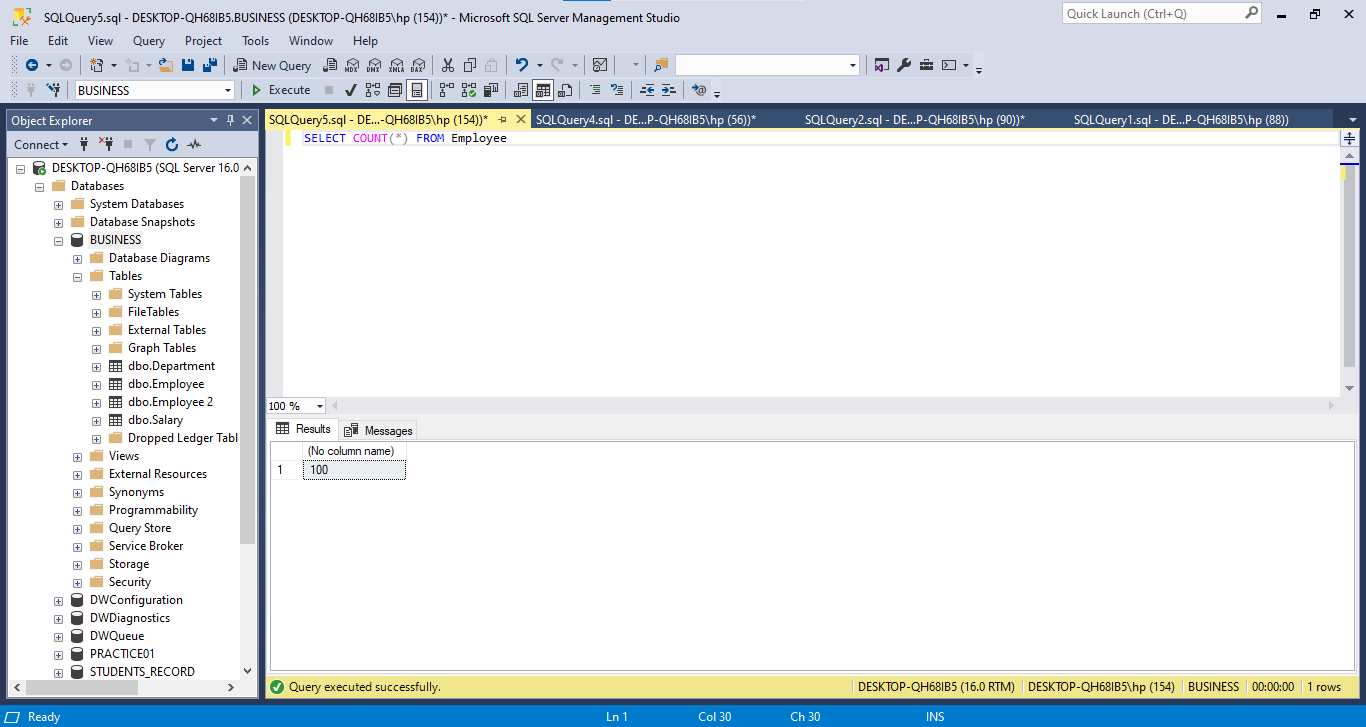 SQLQuery5.sql - DESKTOP-QH68IB5.BUSINESS (DESKTOP-QH68IB5\hp (154))* - Microsoft SQL Server Management Studio
Quick Launch (Ctrl+Q)
File Edit View Query Project Tools Window Help
New Query MDX DMX XMLA DAX
BUSINESS Execute
Object Explorer
SQLQuery5.sql - DE...-QH68IB5\hp (154))* SQLQuery4.sql - DE...P-QH68IB5\hp (56))* SQLQuery2.sql - DE...P-QH68IB5\hp (90))* SQLQuery1.sql - DE...P-QH68IB5\hp (88))
Connect
SELECT COUNT(*) FROM Employee
DESKTOP-QH68IB5 (SQL Server 16.0
Databases
System Databases
Database Snapshots
BUSINESS
Database Diagrams
Tables
System Tables
FileTables
External Tables
Graph Tables
dbo.Department
dbo.Employee
dbo.Employee 2
dbo.Salary
Dropped Ledger Tabl
Views
External Resources
Synonyms
Programmability
Query Store
Service Broker
Storage
Security
DWConfiguration
DWDiagnostics
DWQueue
PRACTICE01
STUDENTS_RECORD
100 %
Results Messages
(No column name)
1 100
Query executed successfully. DESKTOP-QH68IB5 (16.0 RTM) DESKTOP-QH68IB5\hp (154) BUSINESS 00:00:00 1 rows
Ready Ln 1 Col 30 Ch 30 INS